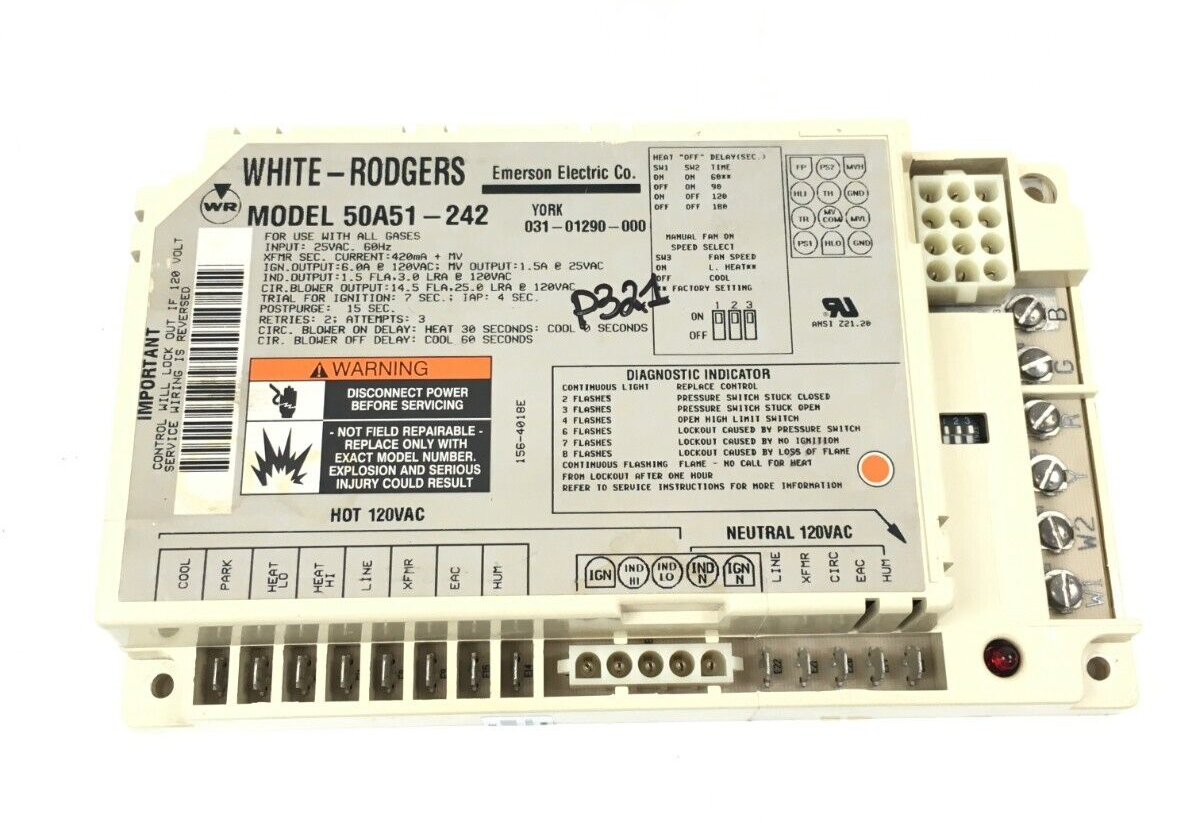 WHITE-RODGERS
Emerson Electric Co.
WR
MODEL 50A51-242
YORK
031-01290-000
FOR USE WITH ALL GASES
INPUT: 25VAC. 60Hz
XFMR SEC. CURRENT:420mA + MV
IGN.OUTPUT:6.0A @ 120VAC; MV OUTPUT:1.5A @ 25VAC
IND.OUTPUT:1.5 FLA,3.0 LRA @ 120VAC
CIR.BLOWER OUTPUT:14.5 FLA,25.0 LRA @ 120VAC
TRIAL FOR IGNITION: 7 SEC.; IAP: 4 SEC.
POSTPURGE: 15 SEC.
RETRIES: 2; ATTEMPTS: 3
CIRC. BLOWER ON DELAY: HEAT 30 SECONDS: COOL 0 SECONDS
CIR. BLOWER OFF DELAY: COOL 60 SECONDS
P321
IMPORTANT
CONTROL WILL LOCK OUT IF 120 VOLT
SERVICE WIRING IS REVERSED
WARNING
DISCONNECT POWER
BEFORE SERVICING
- NOT FIELD REPAIRABLE -
REPLACE ONLY WITH
EXACT MODEL NUMBER.
EXPLOSION AND SERIOUS
INJURY COULD RESULT
156-4018E
HEAT "OFF" DELAY(SEC.)
SW1 SW2 TIME
ON ON 60**
OFF ON 90
ON OFF 120
OFF OFF 180
MANUAL FAN ON
SPEED SELECT
SW3 FAN SPEED
ON L. HEAT**
OFF COOL
** FACTORY SETTING
1 2 3
ON
OFF
FP PS2 MVH
HLI TH GND
TR MV COM MVL
PS1 HLO GND
RU
ANSI Z21.20
DIAGNOSTIC INDICATOR
CONTINUOUS LIGHT REPLACE CONTROL
2 FLASHES PRESSURE SWITCH STUCK CLOSED
3 FLASHES PRESSURE SWITCH STUCK OPEN
4 FLASHES OPEN HIGH LIMIT SWITCH
6 FLASHES LOCKOUT CAUSED BY PRESSURE SWITCH
7 FLASHES LOCKOUT CAUSED BY NO IGNITION
8 FLASHES LOCKOUT CAUSED BY LOSS OF FLAME
CONTINUOUS FLASHING FLAME - NO CALL FOR HEAT
FROM LOCKOUT AFTER ONE HOUR
REFER TO SERVICE INSTRUCTIONS FOR MORE INFORMATION
HOT 120VAC
NEUTRAL 120VAC
COOL
PARK
HEAT LO
HEAT HI
LINE
XFMR
EAC
HUM
IGN
IND HI
IND LO
IND N
IGN N
LINE
XFMR
CIRC
EAC
HUM
B
G
R
Y
W2
W1
E22
E21